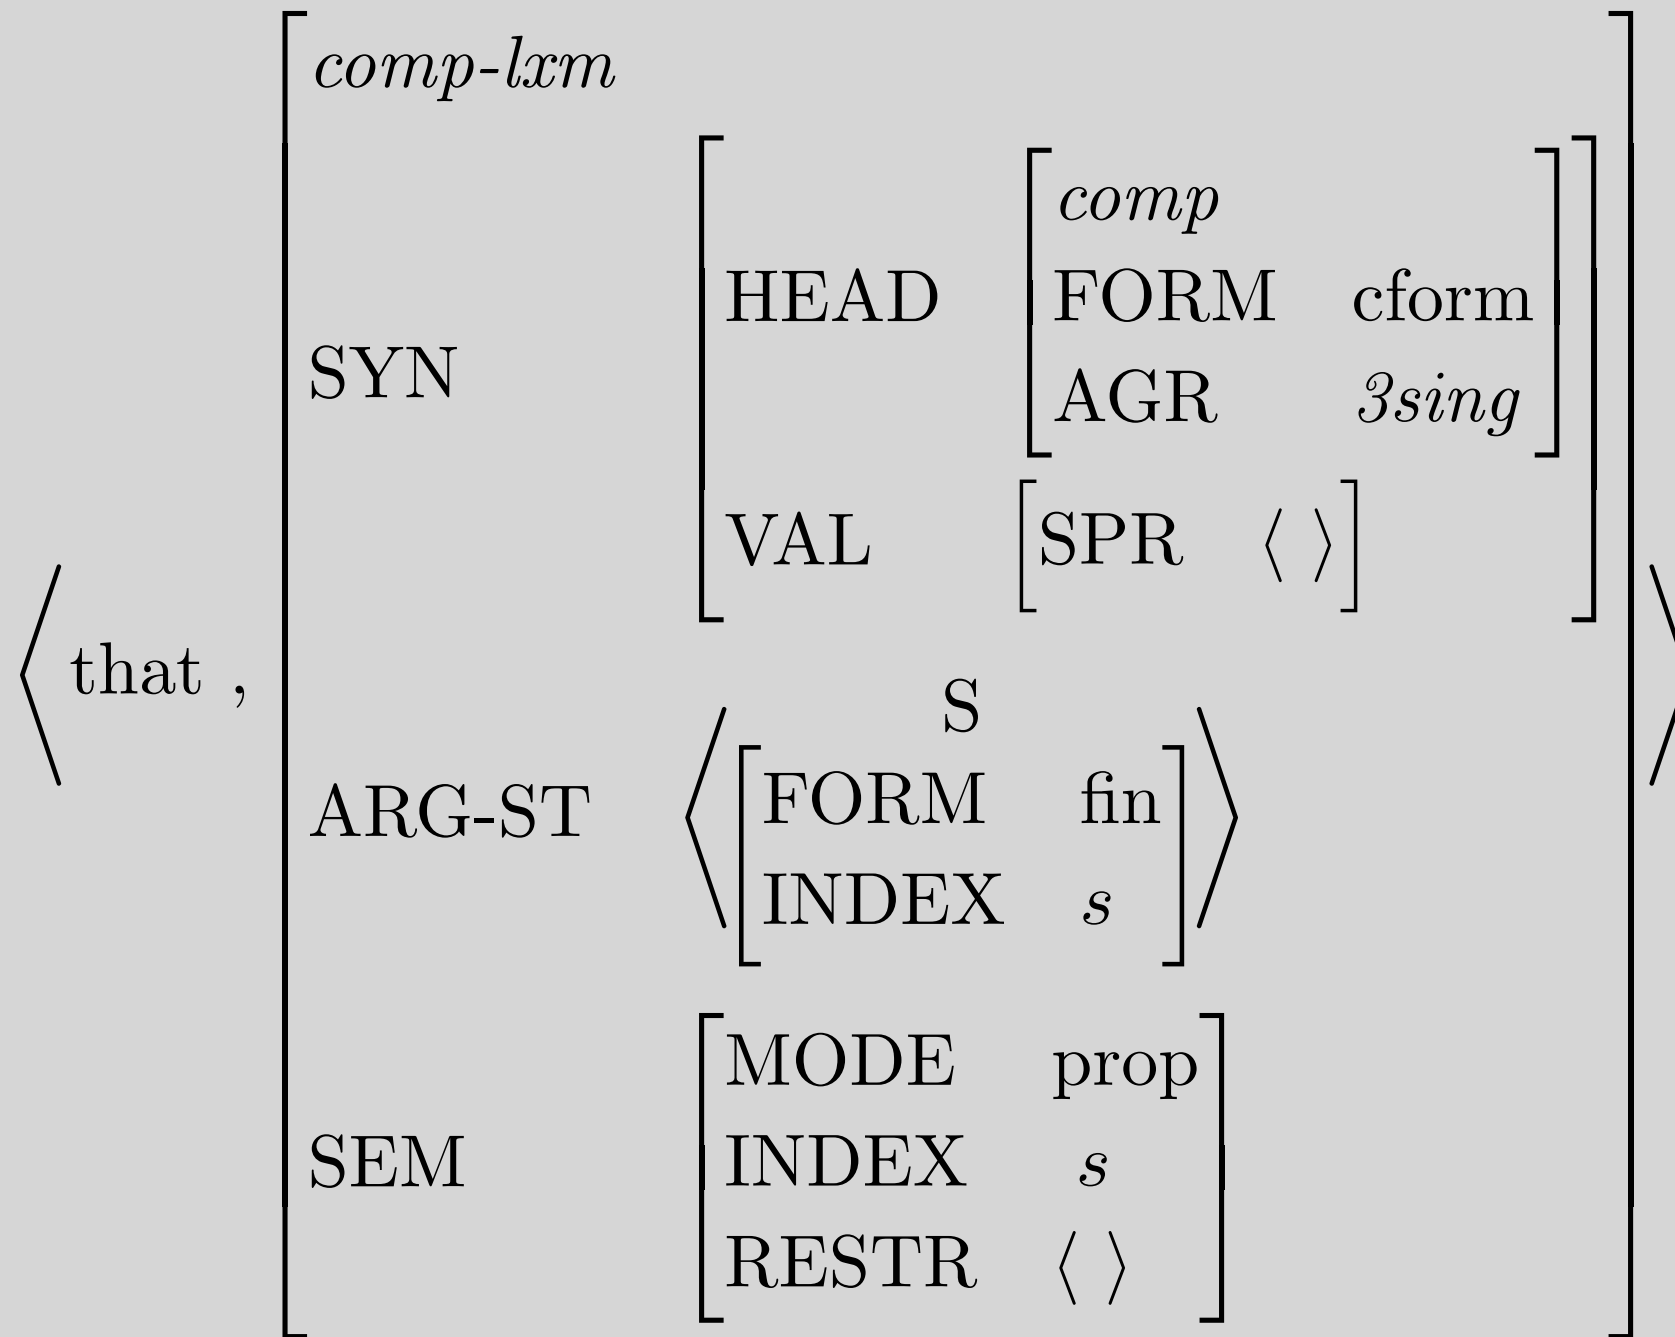 comp-lxm
comp
HEAD FORM cform
SYN AGR 3sing
VAL [SPR ⟨ ⟩]
⟨ that ,
S
ARG-ST ⟨ [FORM fin
INDEX s] ⟩
MODE prop
SEM INDEX s
RESTR ⟨ ⟩